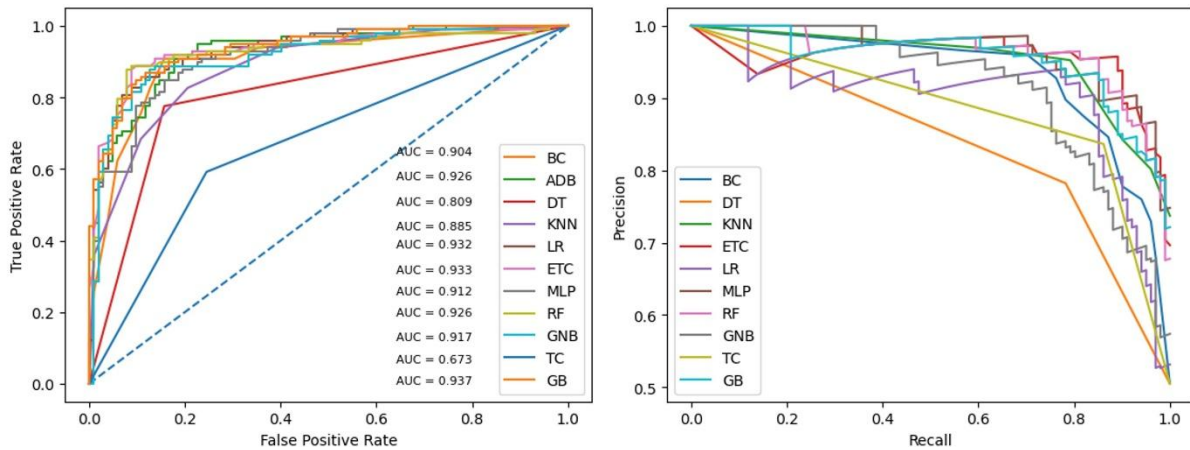 True Positive Rate
1.0
0.8
0.6
0.4
0.2
0.0
AUC = 0.904
AUC = 0.926
AUC = 0.809
AUC = 0.885
AUC = 0.932
AUC = 0.933
AUC = 0.912
AUC = 0.926
AUC = 0.917
AUC = 0.673
AUC = 0.937
BC
ADB
DT
KNN
LR
ETC
MLP
RF
GNB
TC
GB
0.0 0.2 0.4 0.6 0.8 1.0
False Positive Rate
Precision
1.0
0.9
0.8
0.7
0.6
0.5
BC
DT
KNN
ETC
LR
MLP
RF
GNB
TC
GB
0.0 0.2 0.4 0.6 0.8 1.0
Recall